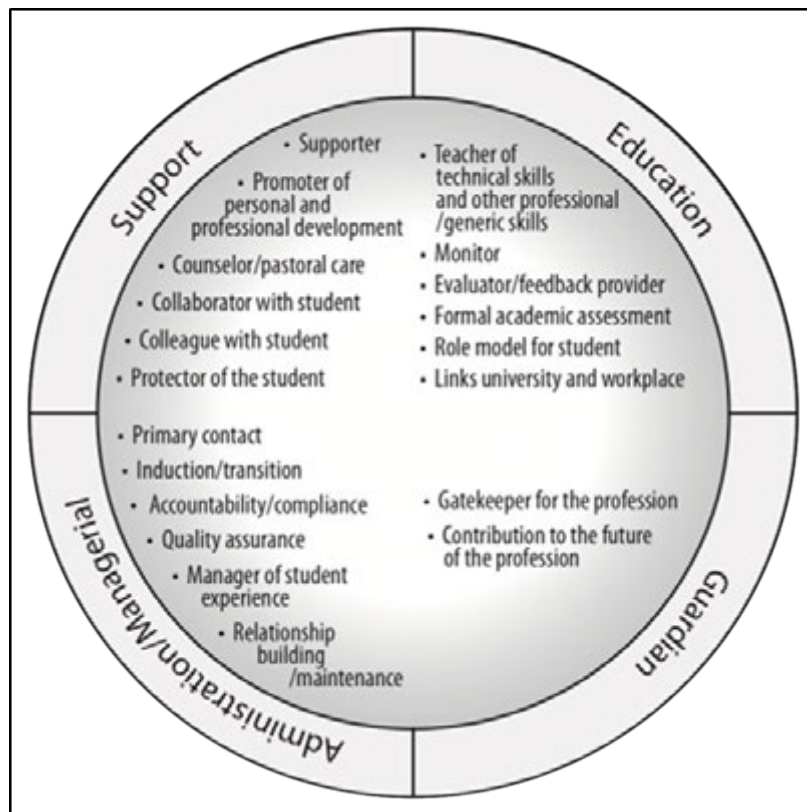 Support
• Supporter
• Promoter of
personal and
professional development
• Counselor/pastoral care
• Collaborator with student
• Colleague with student
• Protector of the student
Education
• Teacher of
technical skills
and other professional
/generic skills
• Monitor
• Evaluator/feedback provider
• Formal academic assessment
• Role model for student
• Links university and workplace
Administration/Managerial
• Primary contact
• Induction/transition
• Accountability/compliance
• Quality assurance
• Manager of student
experience
• Relationship
building
/maintenance
Guardian
• Gatekeeper for the profession
• Contribution to the future
of the profession